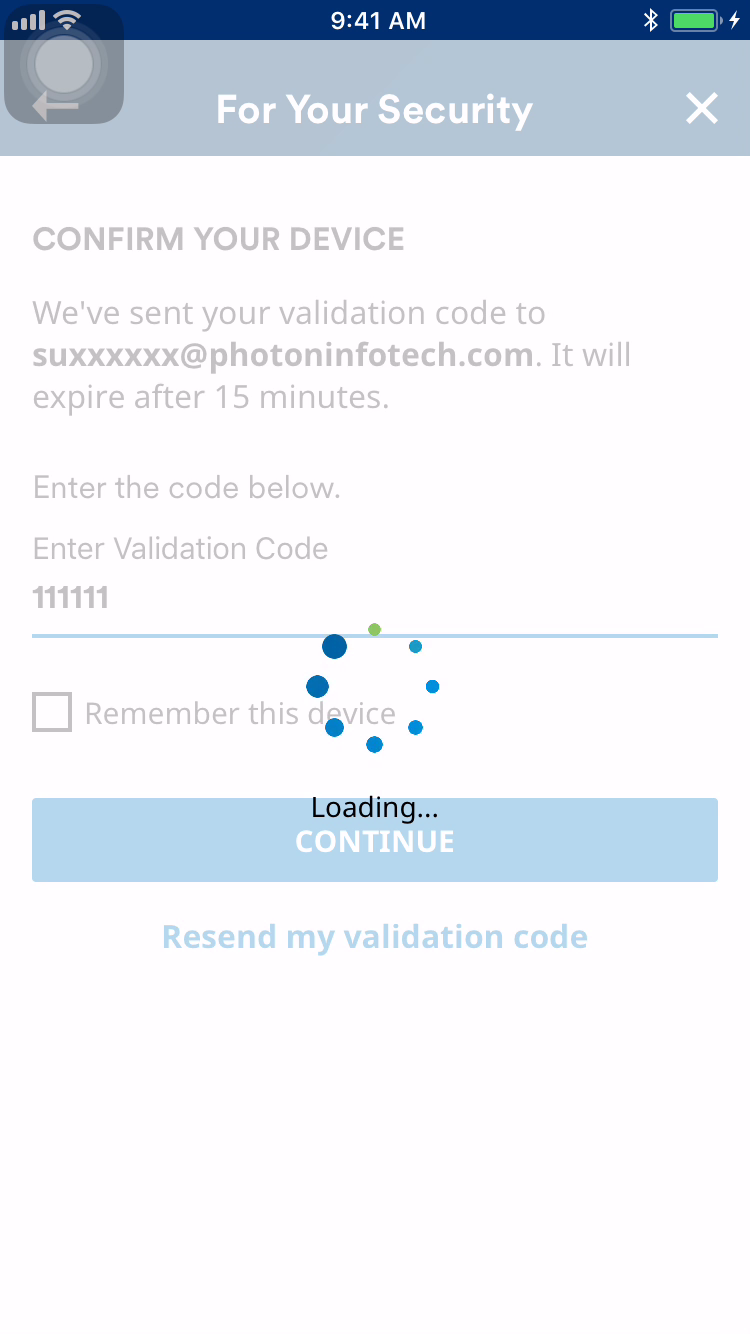 9:41 AM
For Your Security
CONFIRM YOUR DEVICE
We've sent your validation code to
suxxxxxx@photoninfotech.com. It will
expire after 15 minutes.
Enter the code below.
Enter Validation Code
111111
Remember this device
Loading...
CONTINUE
Resend my validation code